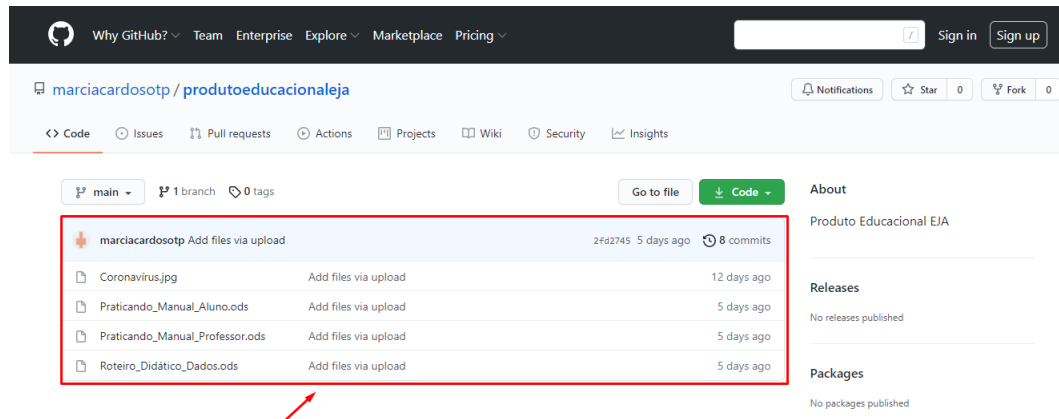 Why GitHub? Team Enterprise Explore Marketplace Pricing / Sign in Sign up
marciacardosotp / produtoeducacionaleja Notifications Star 0 Fork 0
<> Code Issues Pull requests Actions Projects Wiki Security Insights
main 1 branch 0 tags Go to file Code
About
Produto Educacional EJA
marciacardosotp Add files via upload 2fd2745 5 days ago 8 commits
Coronavírus.jpg Add files via upload 12 days ago
Praticando_Manual_Aluno.ods Add files via upload 5 days ago
Praticando_Manual_Professor.ods Add files via upload 5 days ago
Roteiro_Didático_Dados.ods Add files via upload 5 days ago
Releases
No releases published
Packages
No packages published